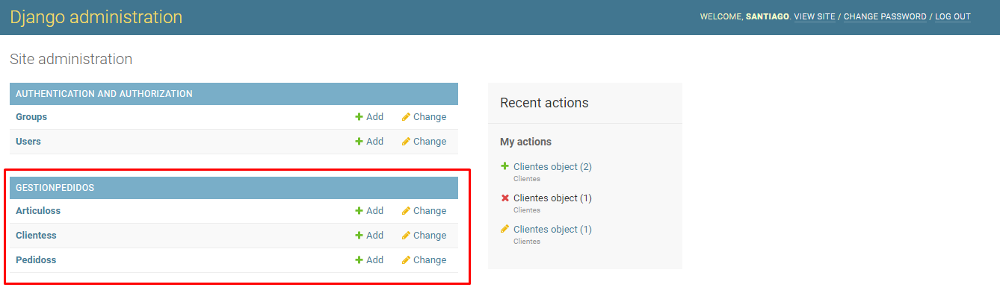 Django administration
WELCOME, SANTIAGO. VIEW SITE / CHANGE PASSWORD / LOG OUT
Site administration
AUTHENTICATION AND AUTHORIZATION
Groups Add Change
Users Add Change
GESTIONPEDIDOS
Articuloss Add Change
Clientess Add Change
Pedidoss Add Change
Recent actions
My actions
Clientes object (2)
Clientes
Clientes object (1)
Clientes
Clientes object (1)
Clientes